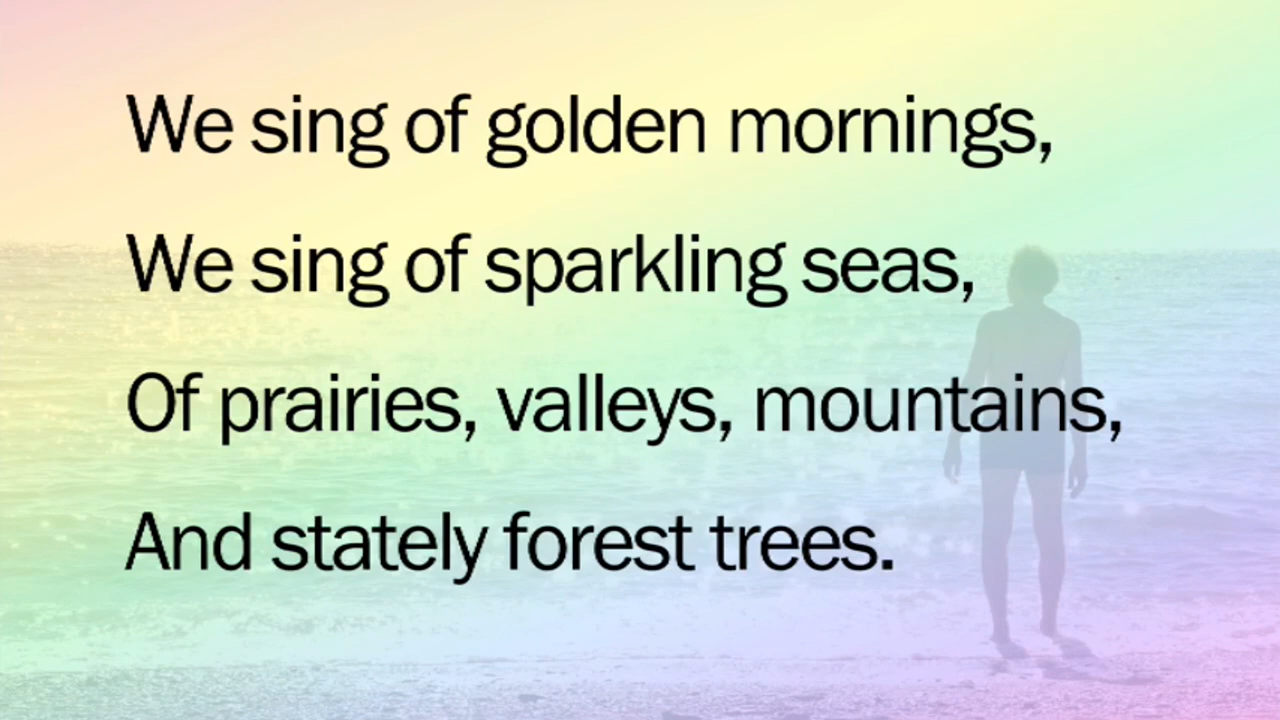 We sing of golden mornings,
We sing of sparkling seas,
Of prairies, valleys, mountains,
And stately forest trees.